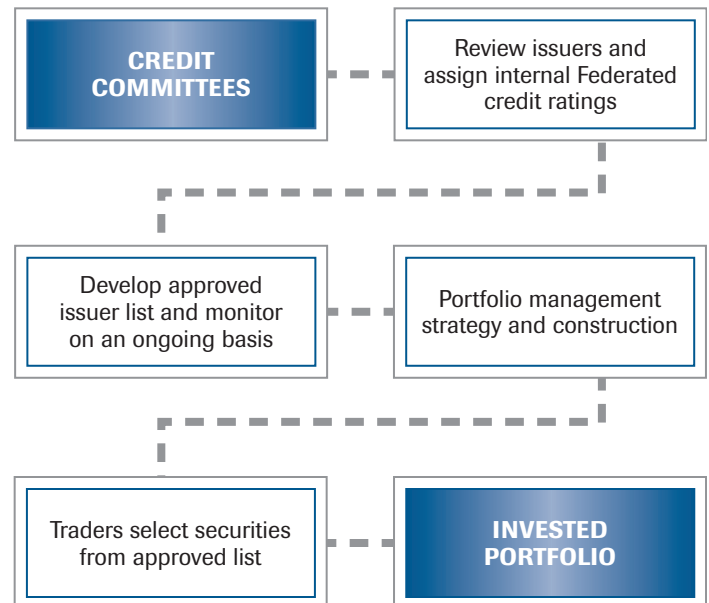 CREDIT
COMMITTEES
Review issuers and
assign internal Federated
credit ratings
Develop approved
issuer list and monitor
on an ongoing basis
Portfolio management
strategy and construction
Traders select securities
from approved list
INVESTED
PORTFOLIO